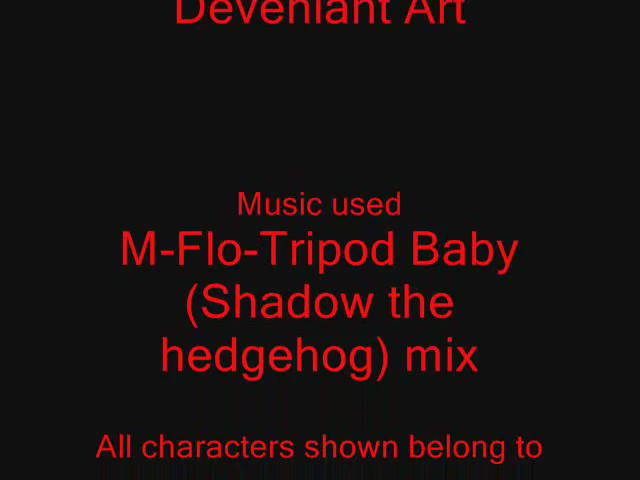 Deveniant Art
Music used
M-Flo-Tripod Baby
(Shadow the
hedgehog) mix
All characters shown belong to